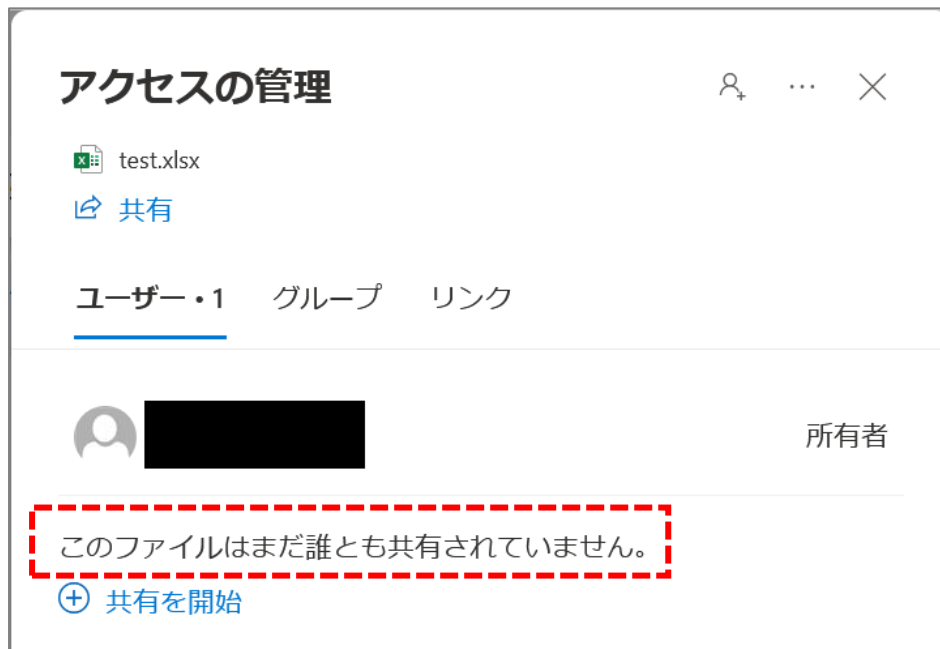 アクセスの管理
test.xlsx
共有
ユーザー・1 グループ リンク
所有者
このファイルはまだ誰とも共有されていません。
共有を開始